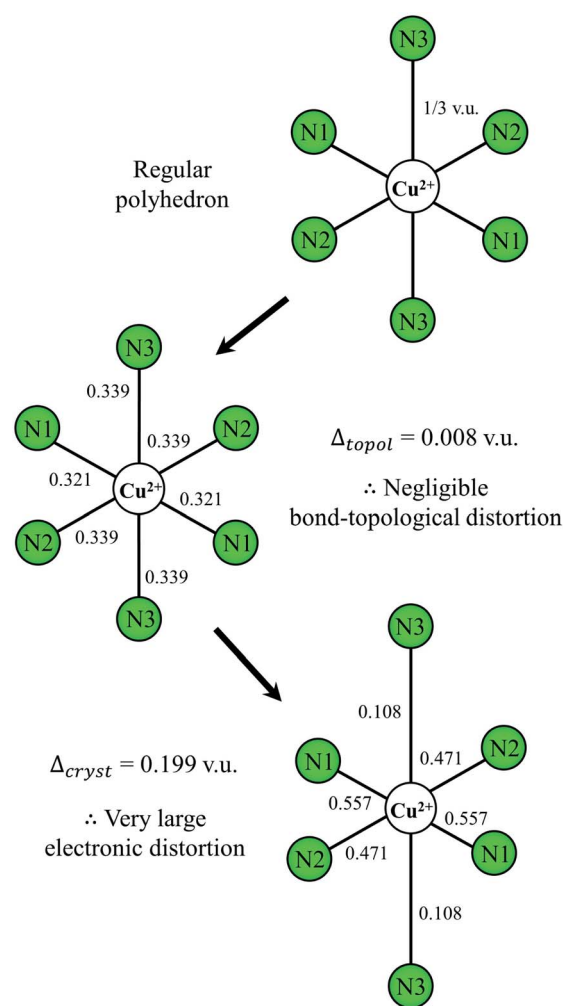 N3
1/3 v.u.
N1
N2
Regular
polyhedron
Cu²⁺
N2
N1
N3
N3
0.339
N1
0.339
N2
0.321
Cu²⁺
0.321
N2
0.339
N1
0.339
N3
Δtopol = 0.008 v.u.
∴ Negligible
bond-topological distortion
N3
0.108
N1
0.471
N2
0.557
Cu²⁺
0.557
N2
0.471
N1
0.108
N3
Δcryst = 0.199 v.u.
∴ Very large
electronic distortion